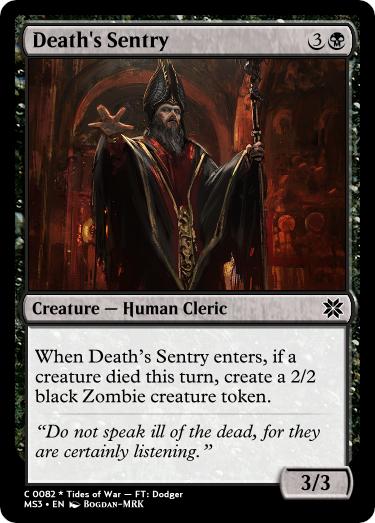 Death's Sentry 3
Creature — Human Cleric
When Death's Sentry enters, if a
creature died this turn, create a 2/2
black Zombie creature token.
“Do not speak ill of the dead, for they
are certainly listening.”
3/3
C 0082 * Tides of War — FT: Dodger
MS3 • EN Bogdan-MRK